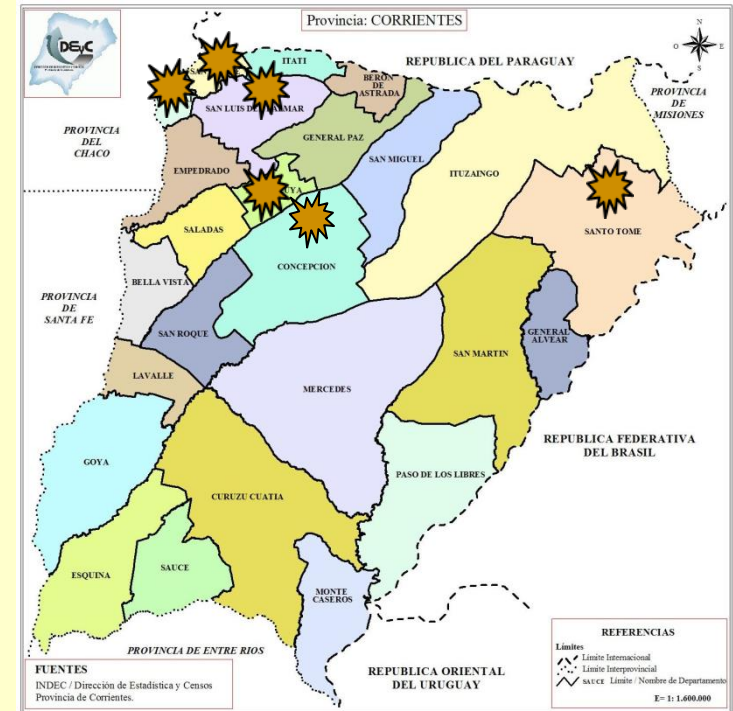 Provincia: CORRIENTES
DEyC
N
O
E
S
ITATI
REPUBLICA DEL PARAGUAY
BERON
DE
ASTRADA
PROVINCIA
DE
MISIONES
SAN LUIS DEL
PROVINCIA
DEL
CHACO
GENERAL PAZ
SAN MIGUEL
EMPEDRADO
ITUZAINGO
SALADAS
SANTO TOME
CONCEPCION
BELLA VISTA
PROVINCIA
DE
SANTA FE
SAN ROQUE
GENERAL
ALVEAR
SAN MARTIN
LAVALLE
MERCEDES
REPUBLICA FEDERATIVA
DEL BRASIL
GOYA
PASO DE LOS LIBRES
CURUZU CUATIA
ESQUINA
SAUCE
MONTE
CASEROS
PROVINCIA DE ENTRE RIOS
REPUBLICA ORIENTAL
DEL URUGUAY
FUENTES
INDEC / Dirección de Estadística y Censos
Provincia de Corrientes.
REFERENCIAS
Límites
Límite Internacional
Límite Interprovincial
SAUCE Límite / Nombre de Departamento
E= 1: 1.600.000